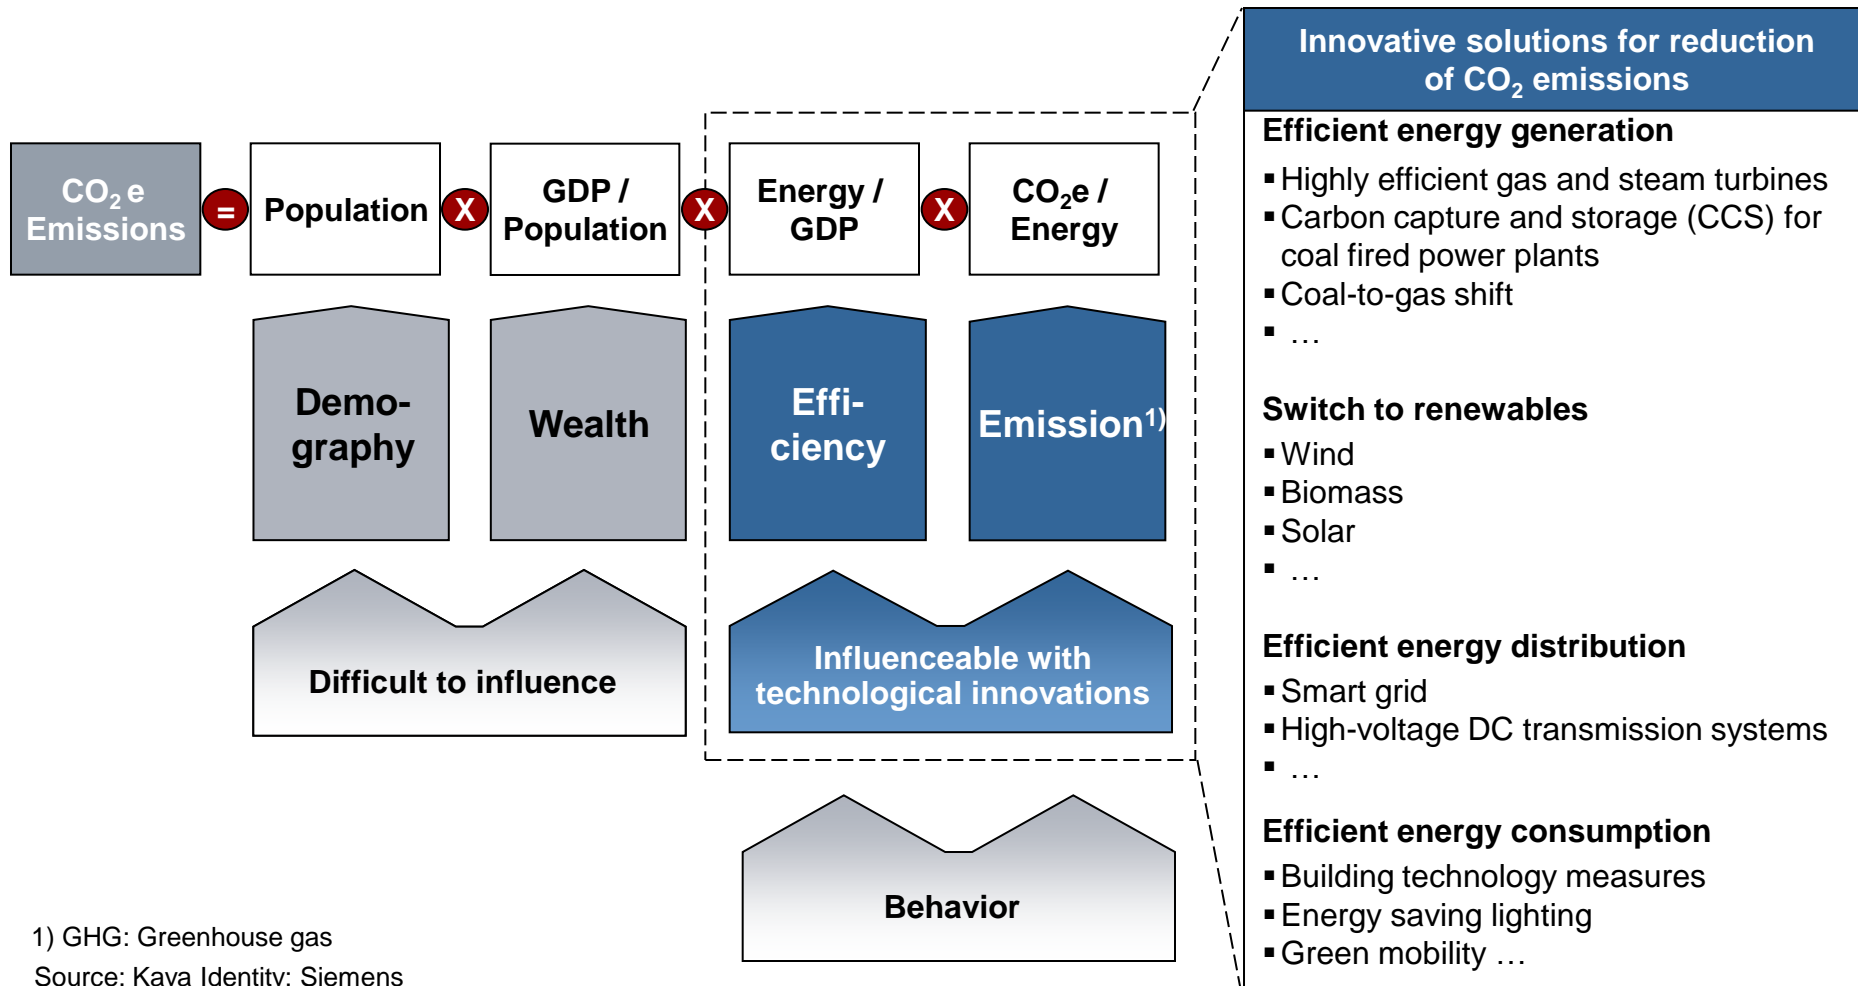 Innovative solutions for reduction
of CO₂ emissions
CO₂ e
Emissions
=
Population
X
GDP /
Population
X
Energy /
GDP
X
CO₂e /
Energy
Demo-
graphy
Wealth
Effi-
ciency
Emission¹⁾
Difficult to influence
Influenceable with
technological innovations
Behavior
Efficient energy generation
▪ Highly efficient gas and steam turbines
▪ Carbon capture and storage (CCS) for
coal fired power plants
▪ Coal-to-gas shift
▪ …
Switch to renewables
▪ Wind
▪ Biomass
▪ Solar
▪ …
Efficient energy distribution
▪ Smart grid
▪ High-voltage DC transmission systems
▪ …
Efficient energy consumption
▪ Building technology measures
▪ Energy saving lighting
▪ Green mobility …
1) GHG: Greenhouse gas
Source: Kaya Identity; Siemens